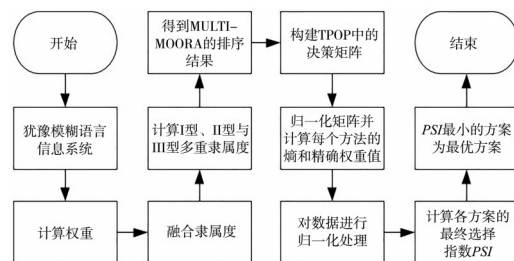 开始
犹豫模糊语言
信息系统
计算权重
融合隶属度
计算I型、II型与
III型多重隶属度
得到MULTI-
MOORA的排序
结果
构建TPOP中的
决策矩阵
归一化矩阵并
计算每个方法的
熵和精确权重值
对数据进行
归一化处理
计算各方案的
最终选择
指数PSI
PSI最小的方案
为最优方案
结束